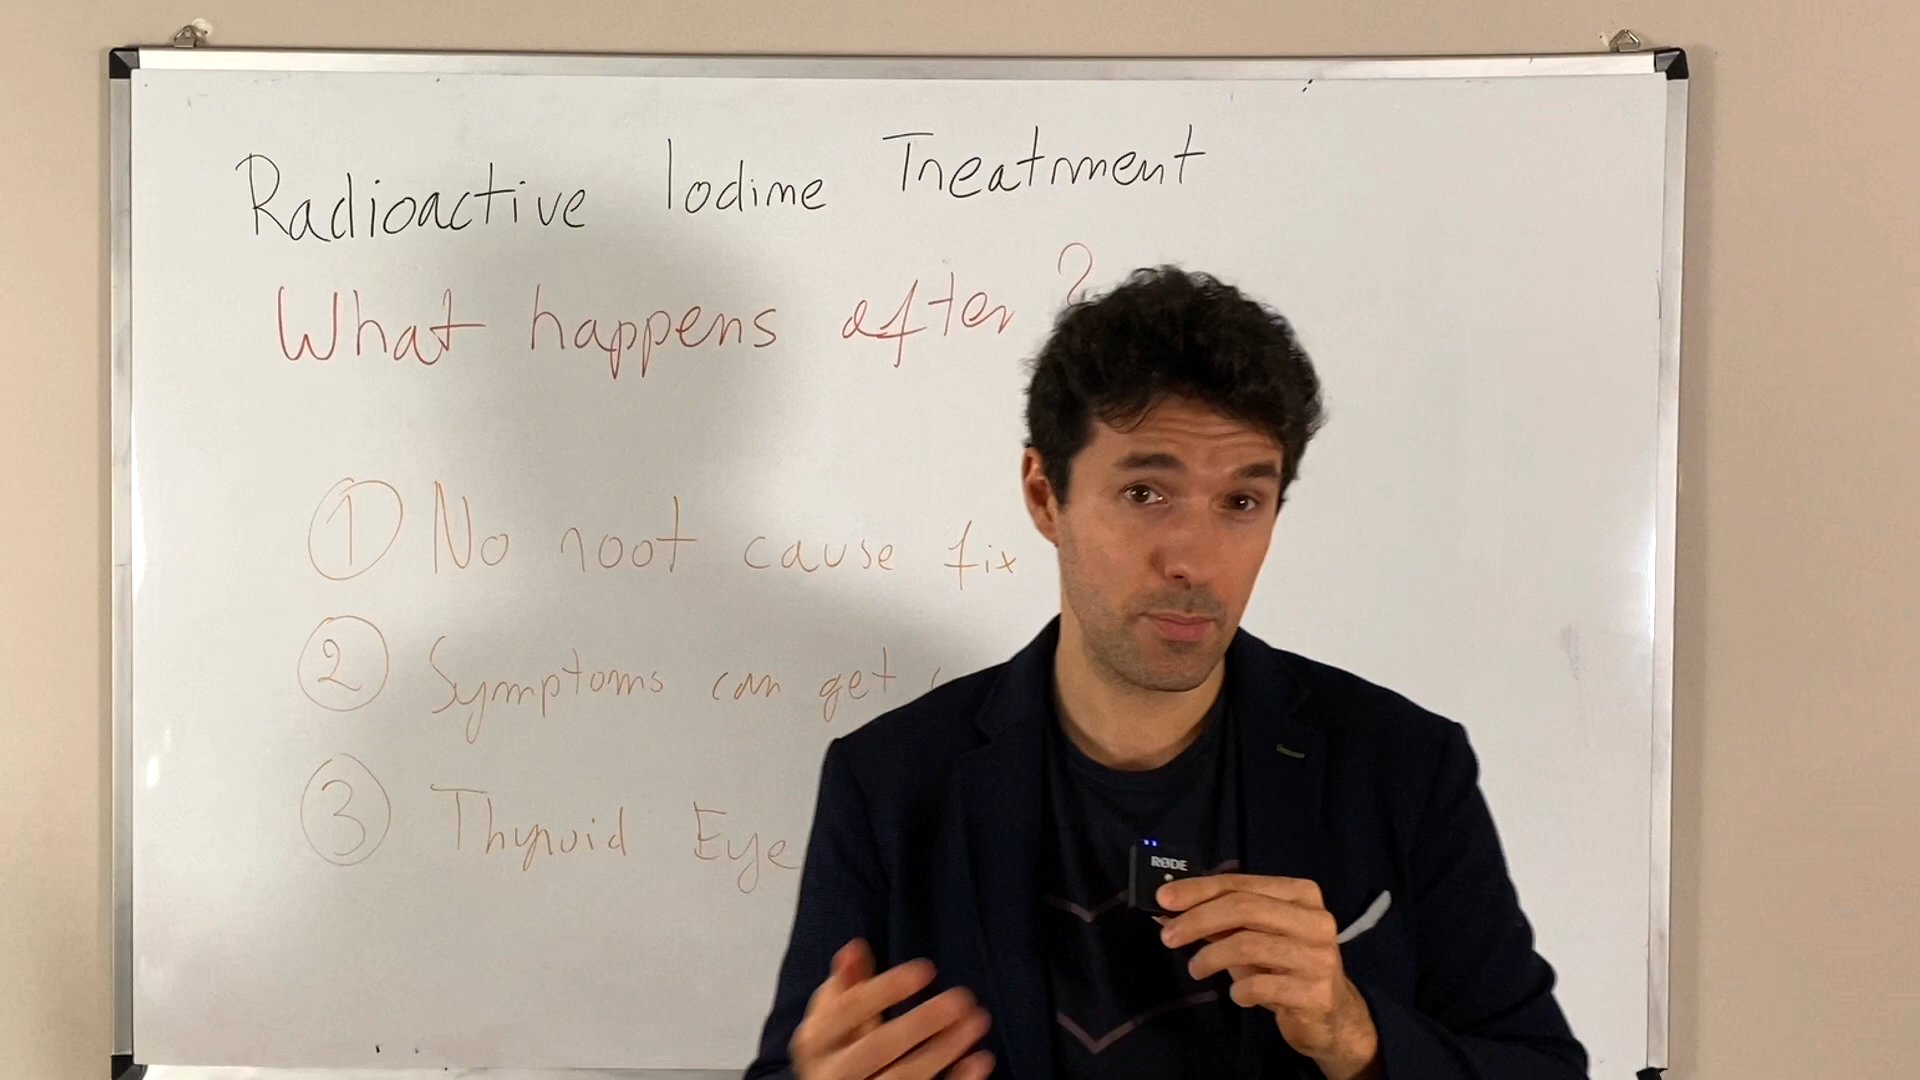 Radioactive Iodine Treatment
What happens after ?
1 No root cause fix
2 Symptoms can get
3 Thyroid Eye
RØDE